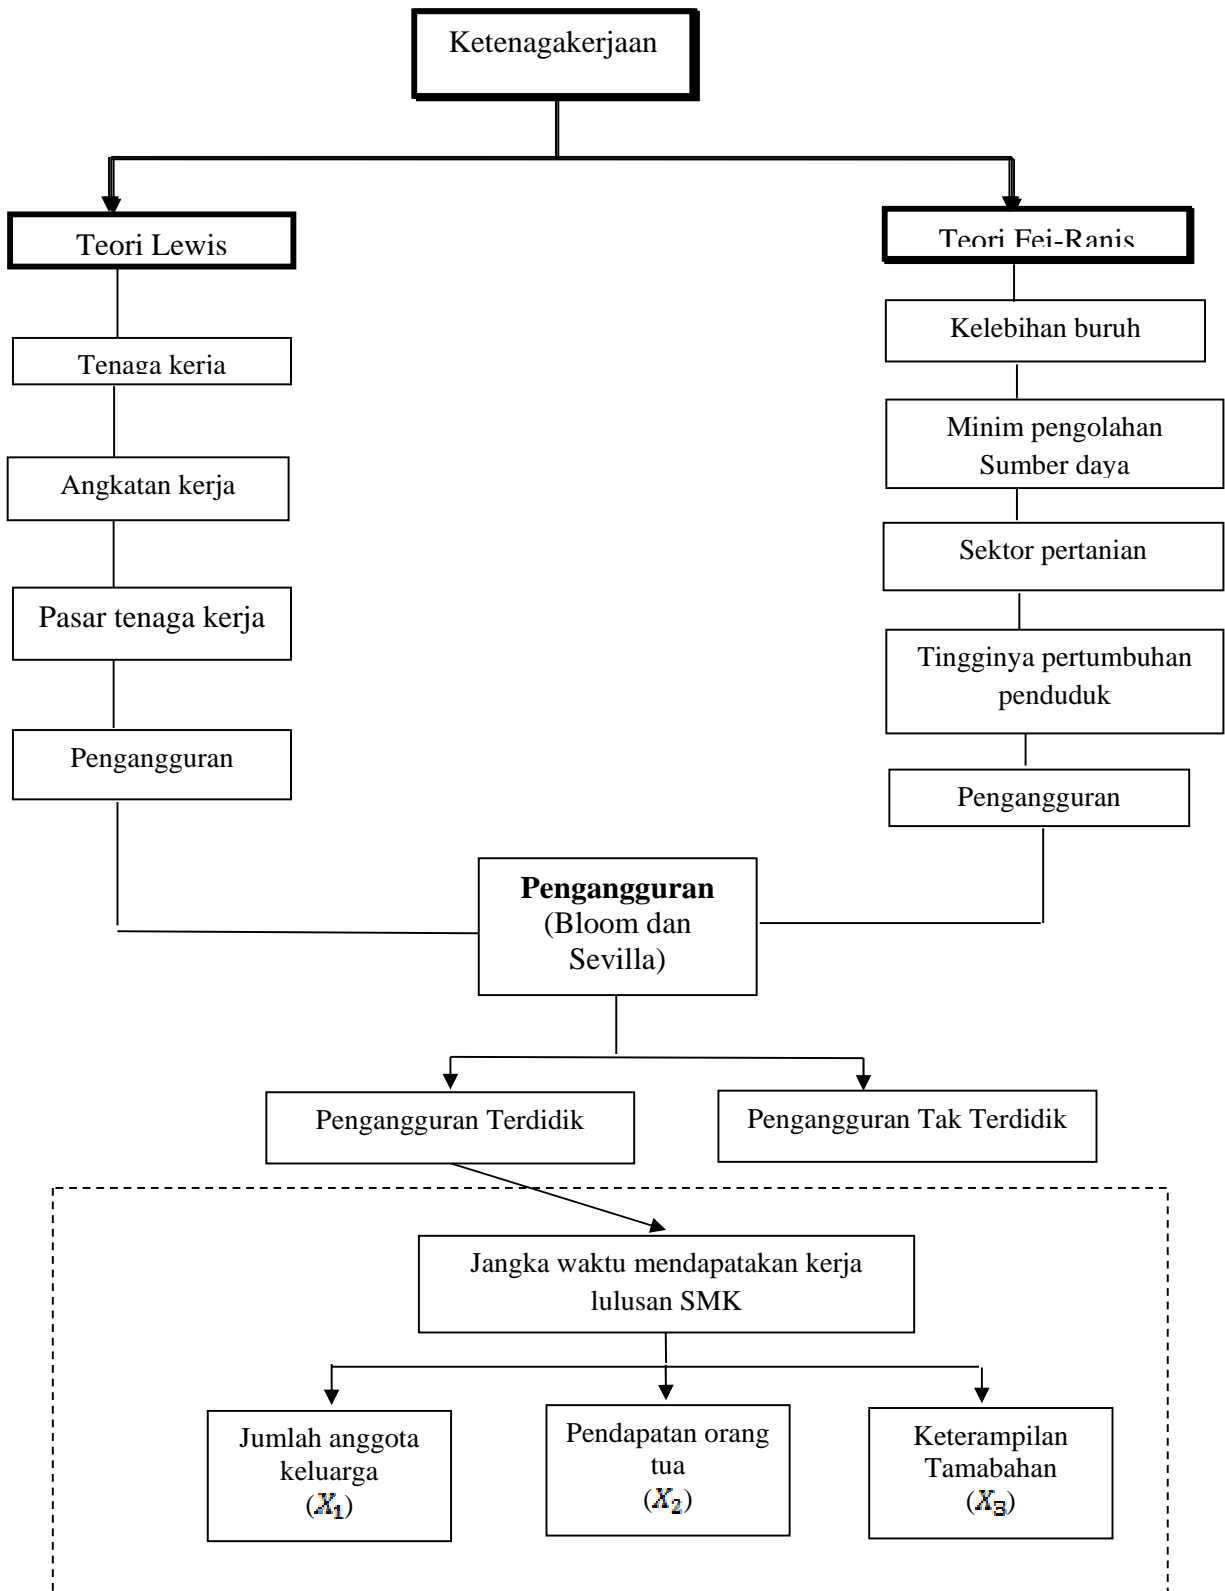 Ketenagakerjaan
Teori Lewis
Teori Fei-Ranis
Tenaga kerja
Kelebihan buruh
Angkatan kerja
Minim pengolahan
Sumber daya
Pasar tenaga kerja
Sektor pertanian
Pengangguran
Tingginya pertumbuhan
penduduk
Pengangguran
Pengangguran
(Bloom dan
Sevilla)
Pengangguran Terdidik
Pengangguran Tak Terdidik
Jangka waktu mendapatakan kerja
lulusan SMK
Jumlah anggota
keluarga
(X₁)
Pendapatan orang
tua
(X₂)
Keterampilan
Tamabahan
(X₃)